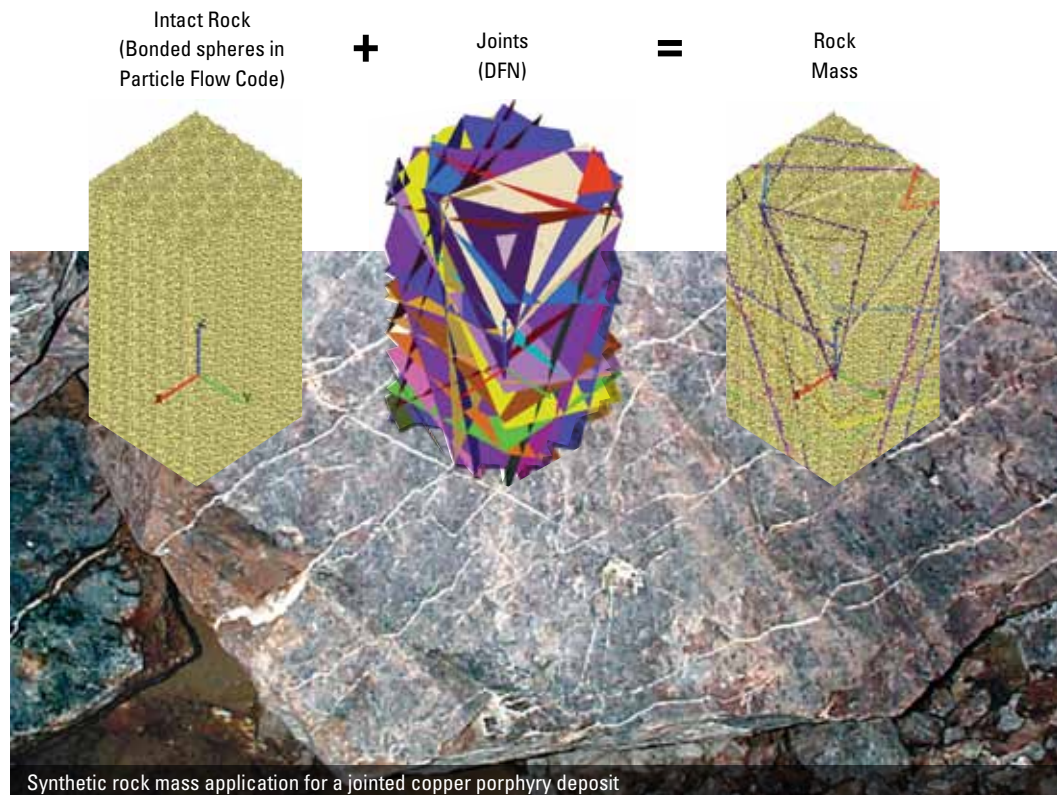 Intact Rock
(Bonded spheres in
Particle Flow Code)
+
Joints
(DFN)
=
Rock
Mass
Synthetic rock mass application for a jointed copper porphyry deposit